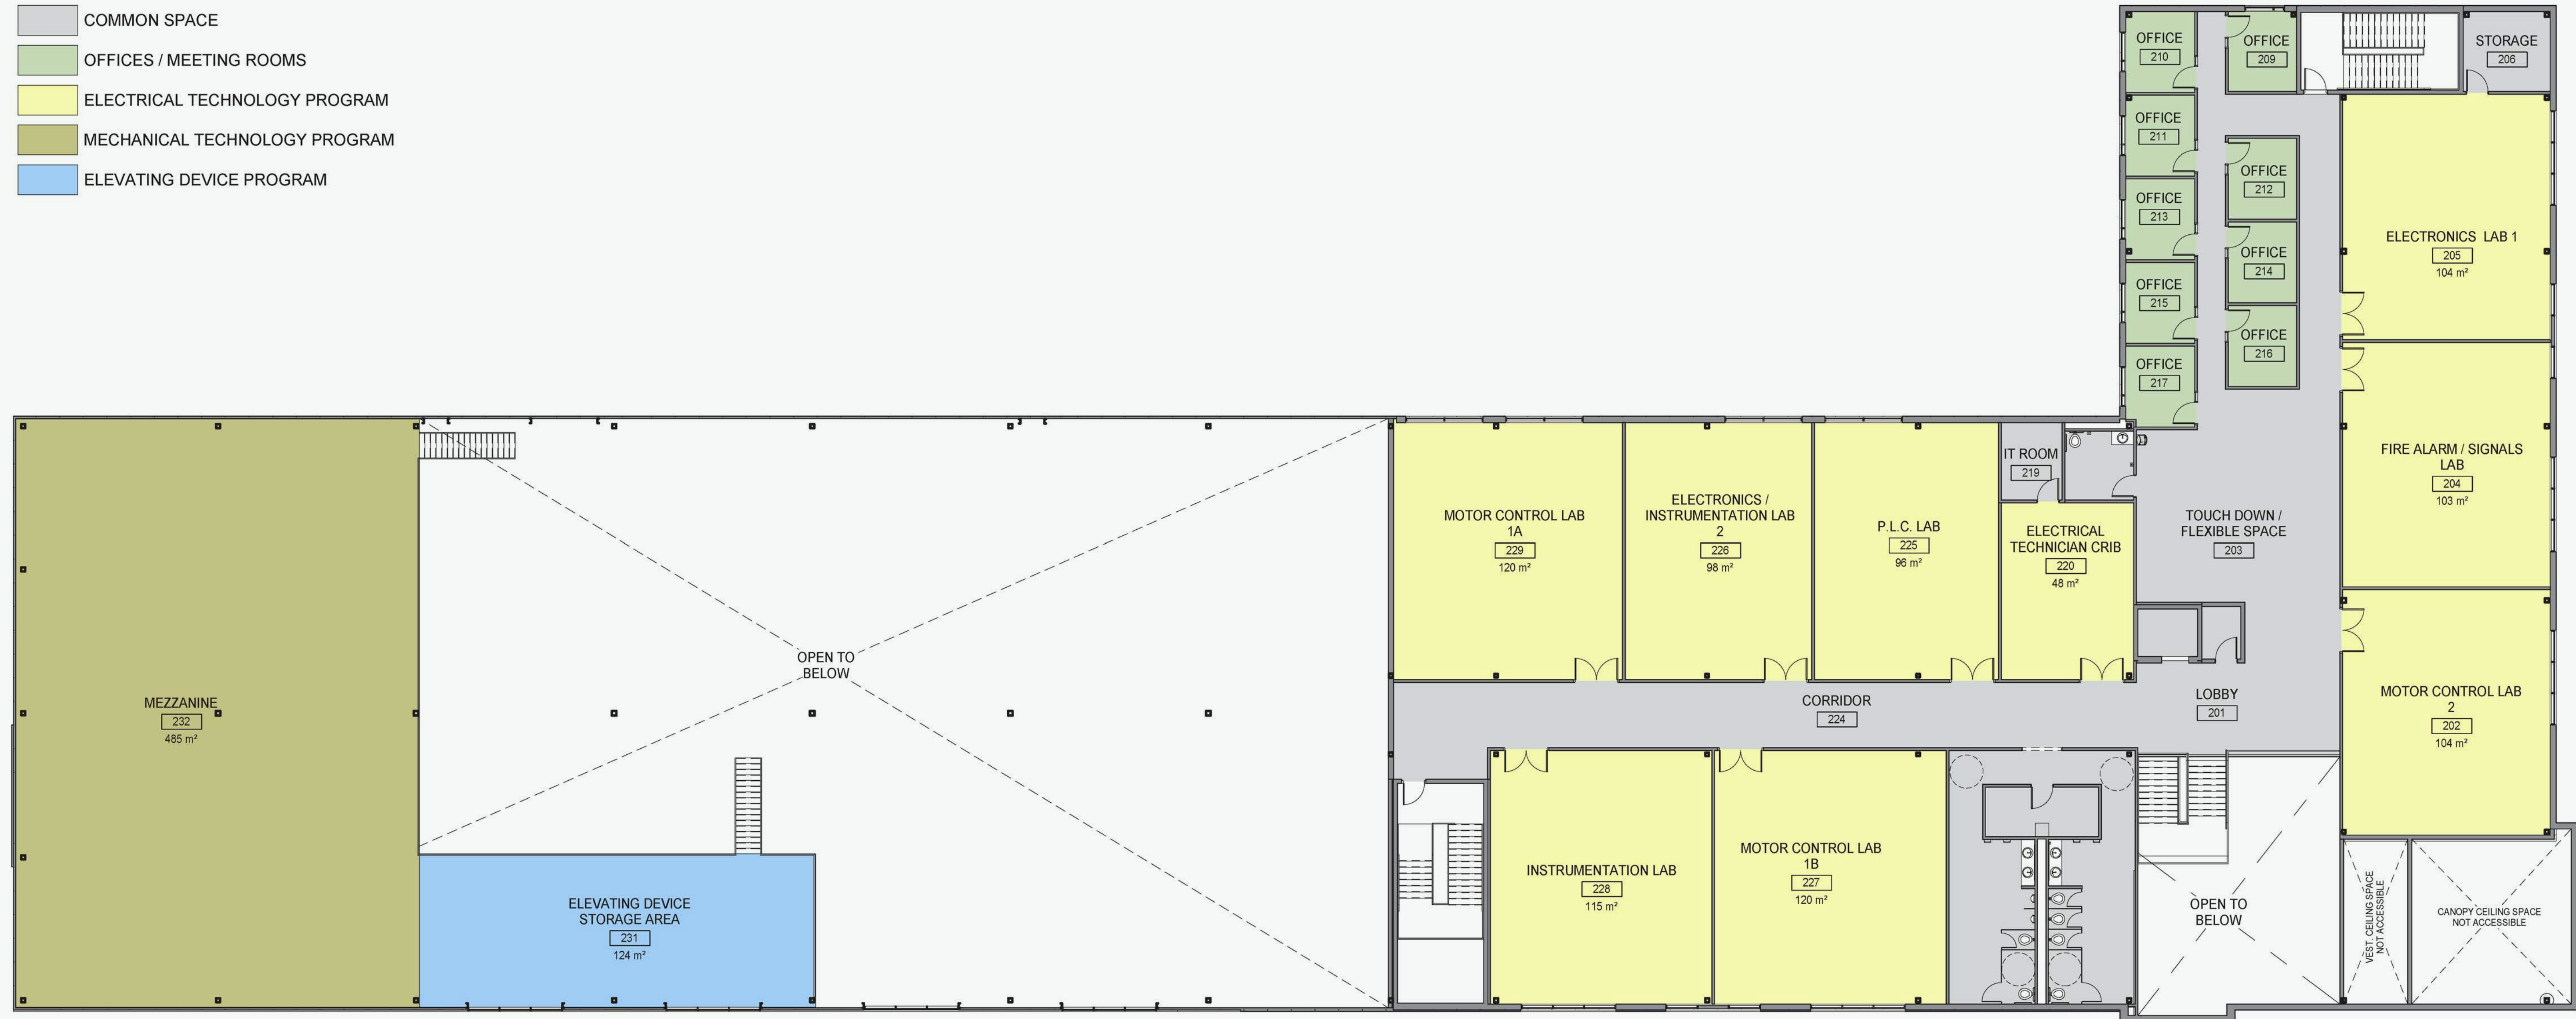 COMMON SPACE
OFFICES / MEETING ROOMS
ELECTRICAL TECHNOLOGY PROGRAM
MECHANICAL TECHNOLOGY PROGRAM
ELEVATING DEVICE PROGRAM
OFFICE
210
OFFICE
209
STORAGE
206
OFFICE
211
OFFICE
212
OFFICE
213
OFFICE
214
OFFICE
215
OFFICE
216
OFFICE
217
ELECTRONICS LAB 1
205
104 m²
FIRE ALARM / SIGNALS
LAB
204
103 m²
MOTOR CONTROL LAB
1A
229
120 m²
ELECTRONICS /
INSTRUMENTATION LAB
2
226
98 m²
P.L.C. LAB
225
96 m²
IT ROOM
219
ELECTRICAL
TECHNICIAN CRIB
220
48 m²
TOUCH DOWN /
FLEXIBLE SPACE
203
OPEN TO
BELOW
MEZZANINE
232
485 m²
CORRIDOR
224
LOBBY
201
MOTOR CONTROL LAB
2
202
104 m²
ELEVATING DEVICE
STORAGE AREA
231
124 m²
INSTRUMENTATION LAB
228
115 m²
MOTOR CONTROL LAB
1B
227
120 m²
OPEN TO
BELOW
VEST. CEILING SPACE
NOT ACCESSIBLE
CANOPY CEILING SPACE
NOT ACCESSIBLE